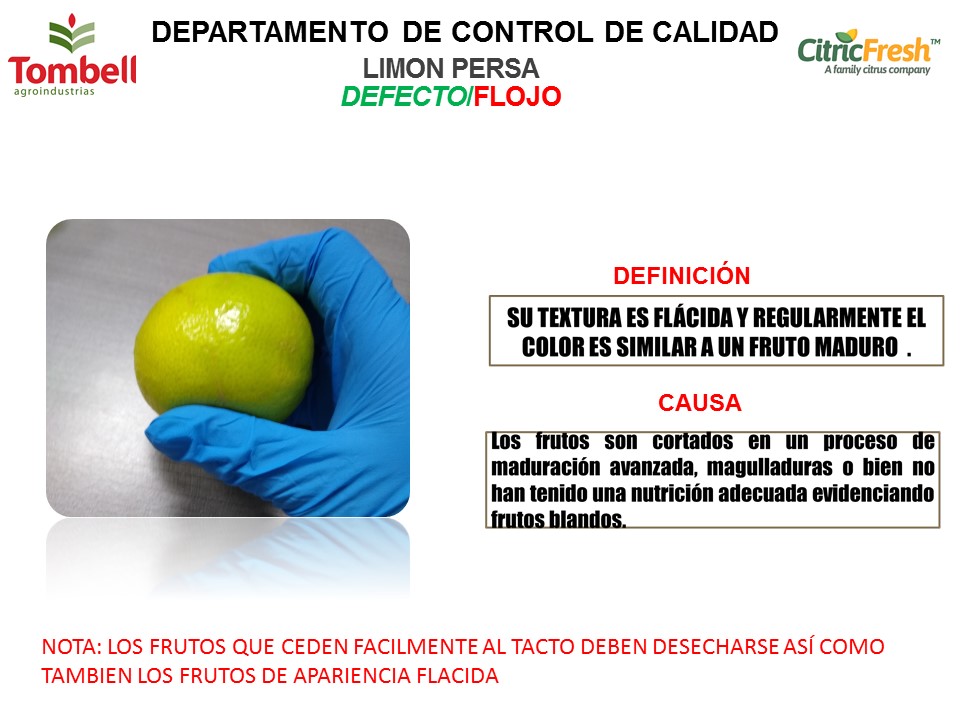 DEPARTAMENTO DE CONTROL DE CALIDAD
Tombell
agroindustrias
CitricFresh™
A family citrus company
LIMON PERSA
DEFECTO/FLOJO
DEFINICIÓN
SU TEXTURA ES FLÁCIDA Y REGULARMENTE EL
COLOR ES SIMILAR A UN FRUTO MADURO .
CAUSA
Los frutos son cortados en un proceso de
maduración avanzada, magulladuras o bien no
han tenido una nutrición adecuada evidenciando
frutos blandos.
NOTA: LOS FRUTOS QUE CEDEN FACILMENTE AL TACTO DEBEN DESECHARSE ASÍ COMO
TAMBIEN LOS FRUTOS DE APARIENCIA FLACIDA